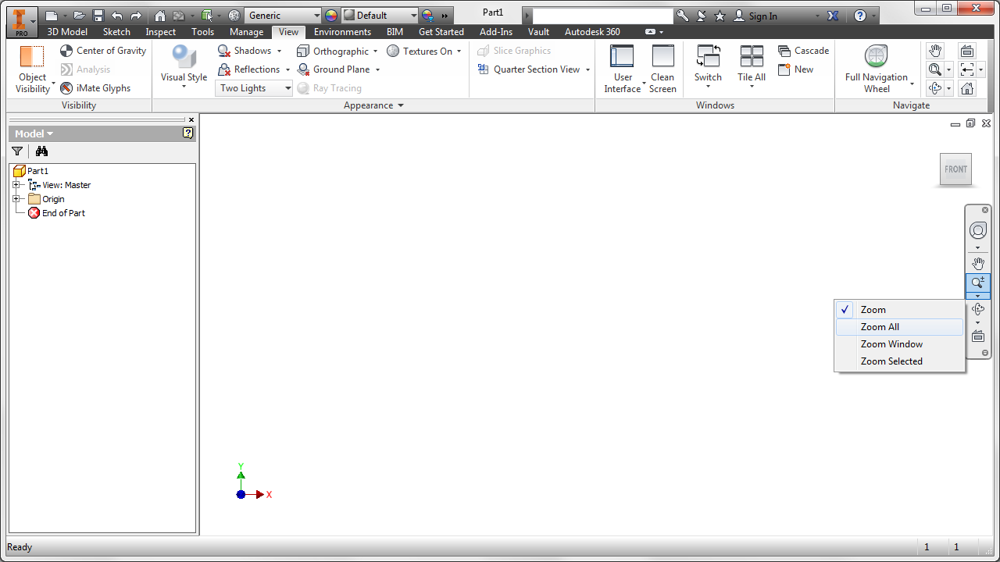 Generic Default Part1 Sign In
PRO 3D Model Sketch Inspect Tools Manage View Environments BIM Get Started Add-Ins Vault Autodesk 360
Center of Gravity Shadows Orthographic Textures On Slice Graphics Cascade
Analysis Reflections Ground Plane Quarter Section View New
Object Visibility iMate Glyphs Visual Style Two Lights Ray Tracing User Interface Clean Screen Switch Tile All Full Navigation Wheel
Visibility Appearance Windows Navigate
Model
Part1
View: Master
Origin
End of Part
FRONT
Zoom
Zoom All
Zoom Window
Zoom Selected
Y
X
Ready 1 1